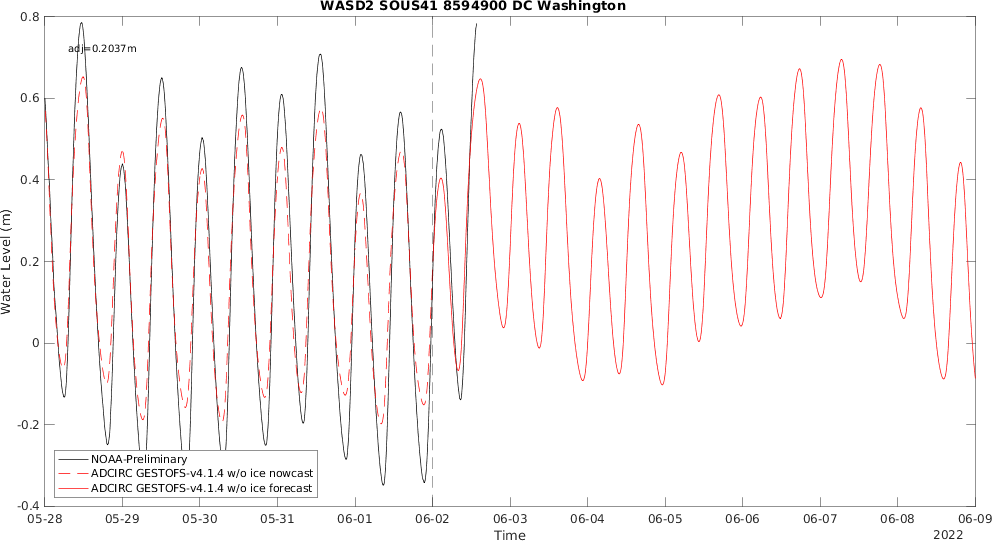 WASD2 SOUS41 8594900 DC Washington
0.8
adj=0.2037m
0.6
0.4
0.2
0
-0.2
-0.4
Water Level (m)
NOAA-Preliminary
ADCIRC GESTOFS-v4.1.4 w/o ice nowcast
ADCIRC GESTOFS-v4.1.4 w/o ice forecast
05-28 05-29 05-30 05-31 06-01 06-02 06-03 06-04 06-05 06-06 06-07 06-08 06-09
Time
2022